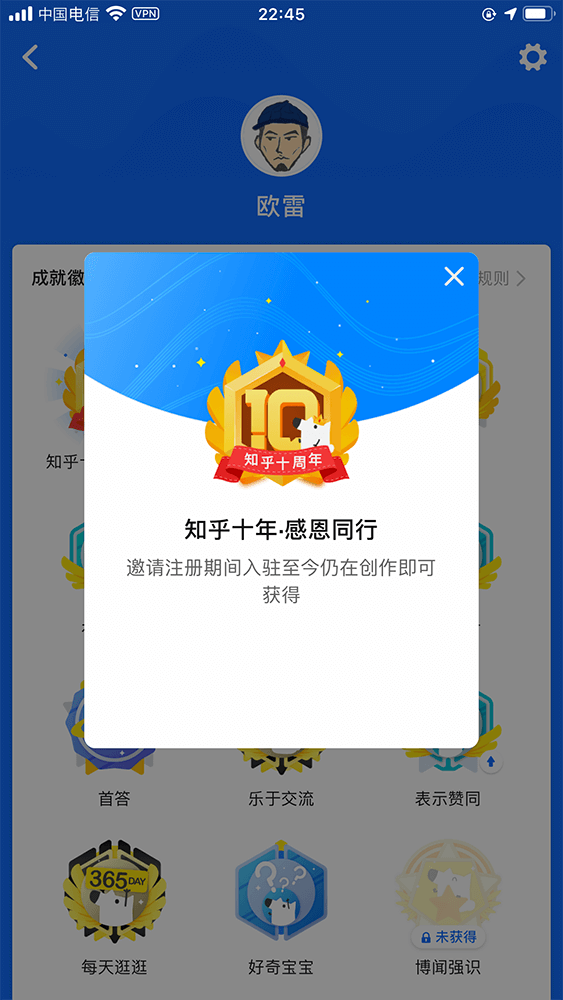 中国电信 VPN 22:45
欧雷
成就徽
规则
10
知乎十周年
知乎十年·感恩同行
邀请注册期间入驻至今仍在创作即可
获得
知乎十
首答 乐于交流 表示赞同
365DAY
???
未获得
每天逛逛 好奇宝宝 博闻强识